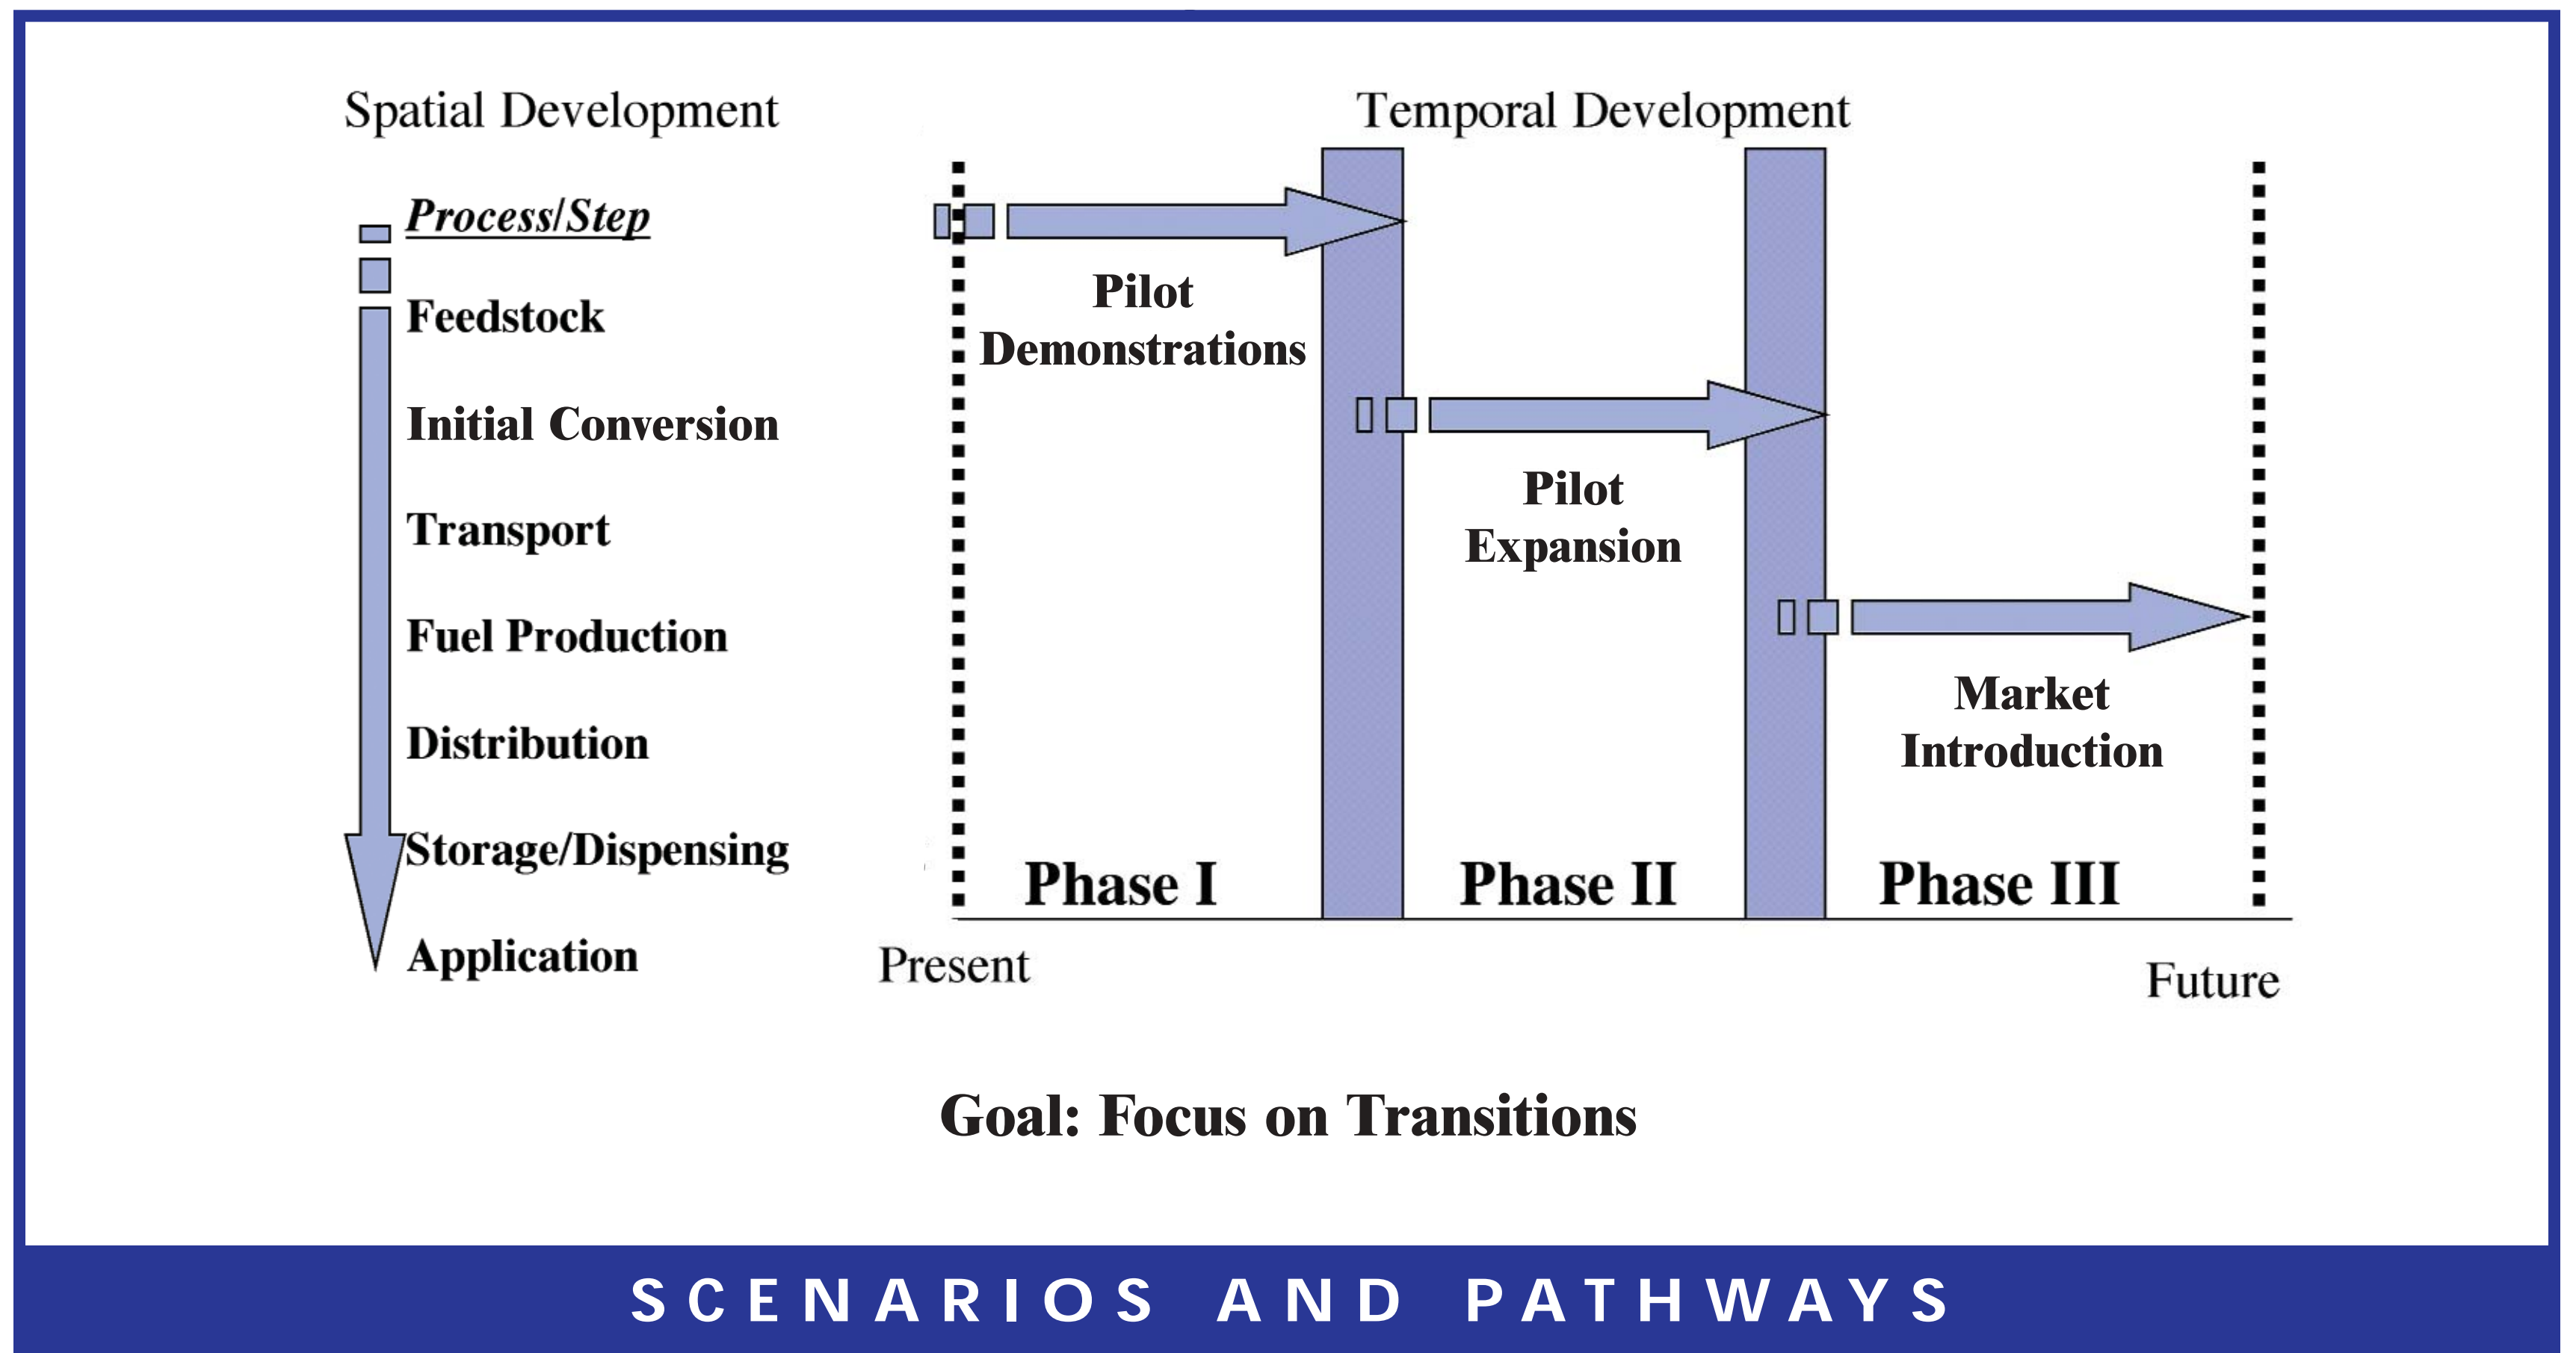 Spatial Development
Process/Step
Feedstock
Initial Conversion
Transport
Fuel Production
Distribution
Storage/Dispensing
Application
Temporal Development
Pilot
Demonstrations
Pilot
Expansion
Market
Introduction
Phase I
Phase II
Phase III
Present
Future
Goal: Focus on Transitions
SCENARIOS AND PATHWAYS